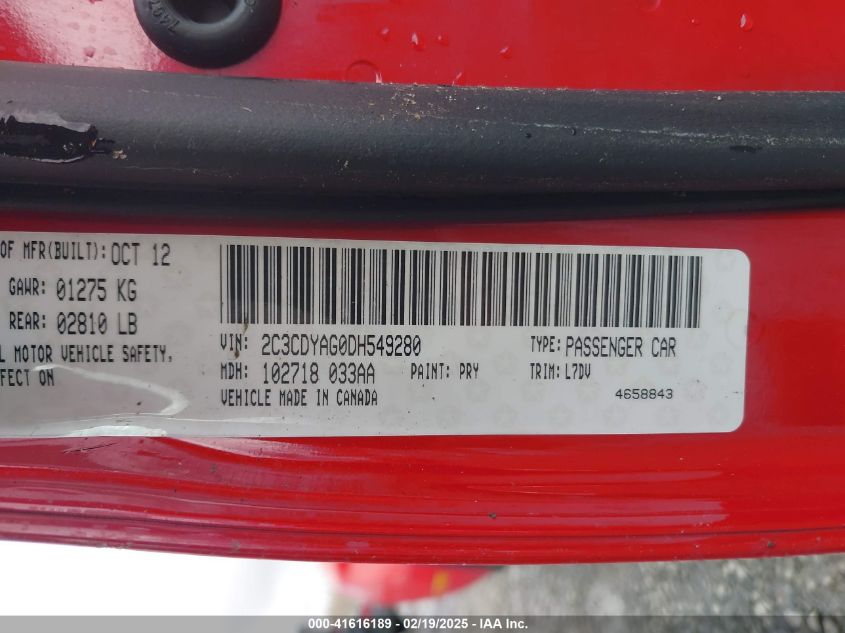 OF MFR(BUILT): OCT 12
GAWR: 01275 KG
REAR: 02810 LB
MOTOR VEHICLE SAFETY,
ON
VIN: 2C3CDYAG0DH549280
TYPE: PASSENGER CAR
MDH: 102718 033AA
PAINT: PRY
TRIM: L7DV
VEHICLE MADE IN CANADA
4658843
000-41616189 - 02/19/2025 - IAA Inc.